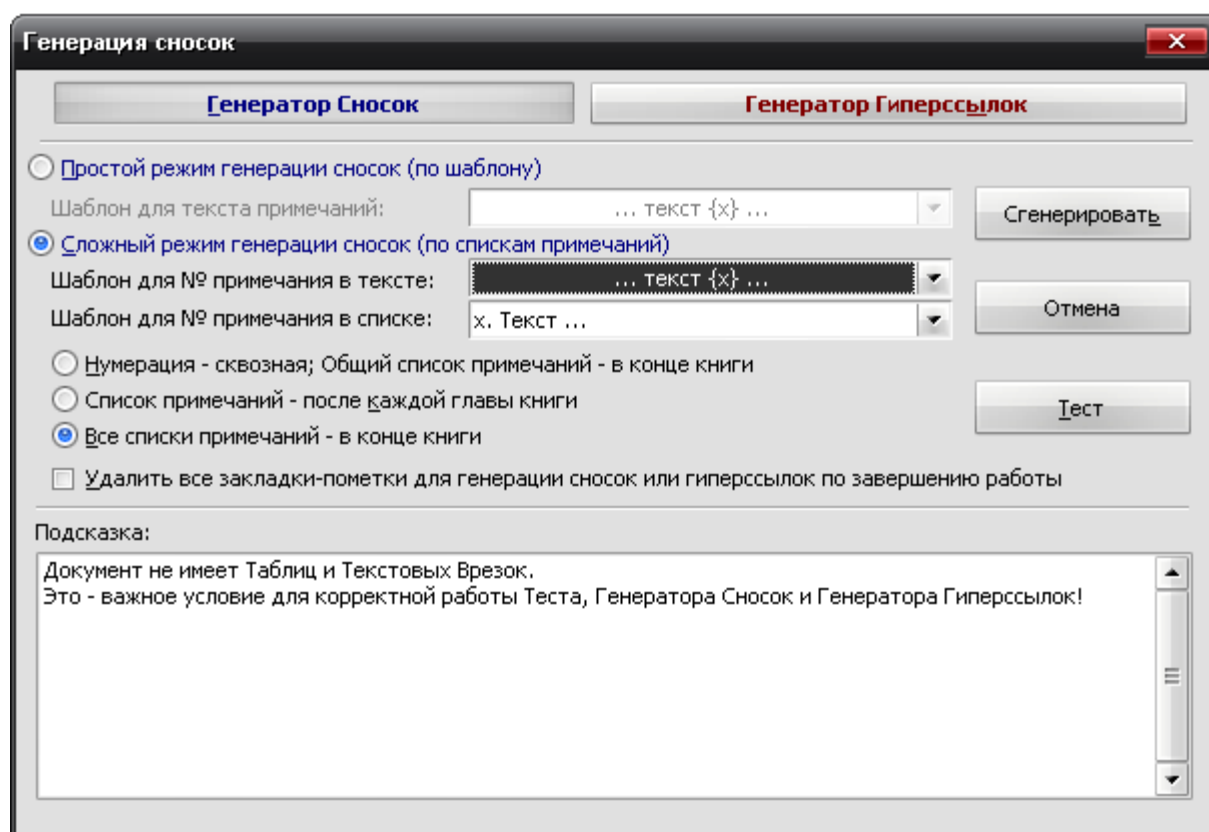 Генерация сносок
Генератор Сносок
Генератор Гиперссылок
Простой режим генерации сносок (по шаблону)
Шаблон для текста примечаний:
... текст {x} ...
Сгенерировать
Сложный режим генерации сносок (по спискам примечаний)
Шаблон для № примечания в тексте:
... текст {x} ...
Шаблон для № примечания в списке:
x. Текст ...
Отмена
Нумерация - сквозная; Общий список примечаний - в конце книги
Список примечаний - после каждой главы книги
Тест
Все списки примечаний - в конце книги
Удалить все закладки-пометки для генерации сносок или гиперссылок по завершению работы
Подсказка:
Документ не имеет Таблиц и Текстовых Врезок.
Это - важное условие для корректной работы Теста, Генератора Сносок и Генератора Гиперссылок!